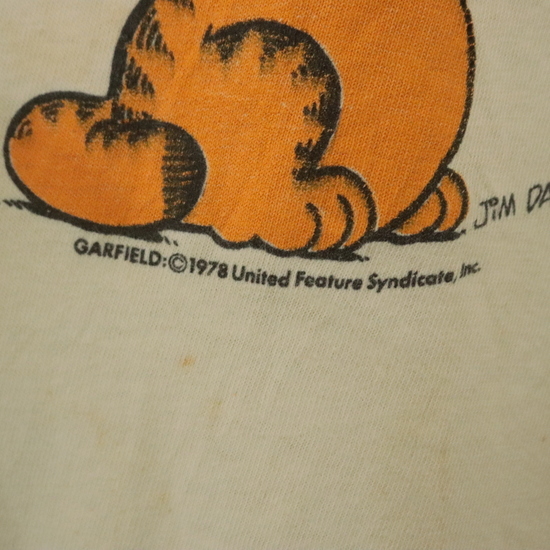 JIM DA
GARFIELD:©1978 United Feature Syndicate, Inc.